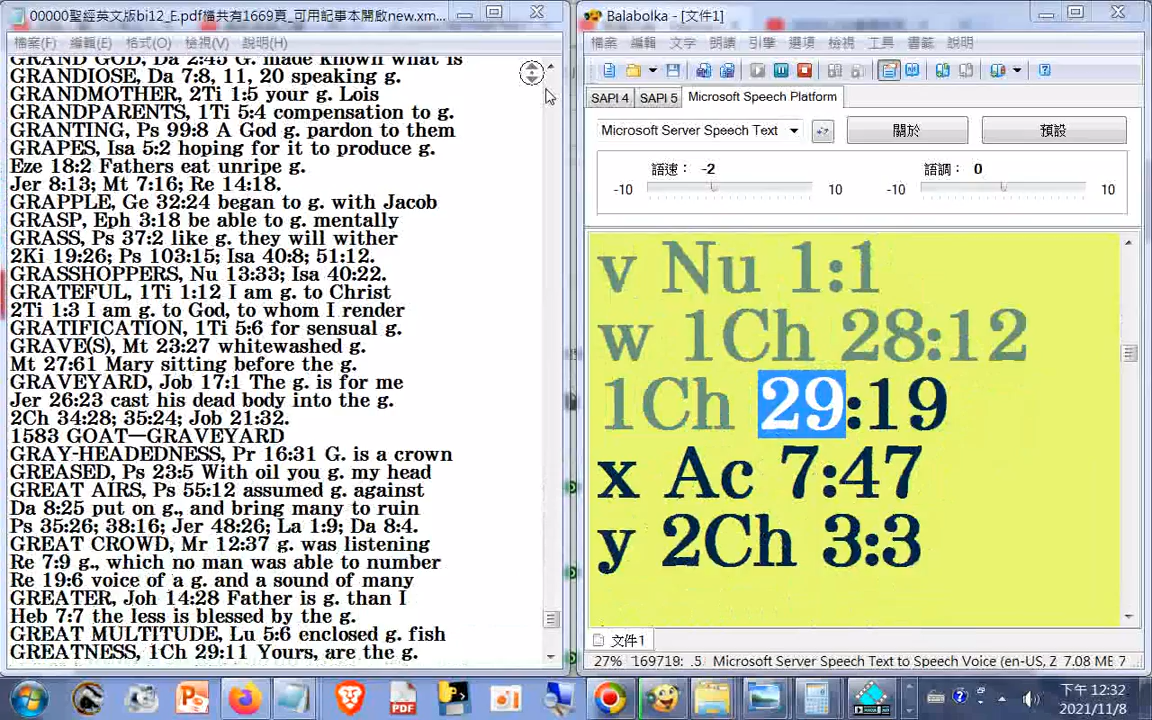 00000聖經英文版bi12_E.pdf檔共有1669頁_可用記事本開啟new.xm...
檔案(F) 編輯(E) 格式(O) 檢視(V) 說明(H)
GRAND GOD, Da 2:45 G. made known what is
GRANDIOSE, Da 7:8, 11, 20 speaking g.
GRANDMOTHER, 2Ti 1:5 your g. Lois
GRANDPARENTS, 1Ti 5:4 compensation to g.
GRANTING, Ps 99:8 A God g. pardon to them
GRAPES, Isa 5:2 hoping for it to produce g.
Eze 18:2 Fathers eat unripe g.
Jer 8:13; Mt 7:16; Re 14:18.
GRAPPLE, Ge 32:24 began to g. with Jacob
GRASP, Eph 3:18 be able to g. mentally
GRASS, Ps 37:2 like g. they will wither
2Ki 19:26; Ps 103:15; Isa 40:8; 51:12.
GRASSHOPPERS, Nu 13:33; Isa 40:22.
GRATEFUL, 1Ti 1:12 I am g. to Christ
2Ti 1:3 I am g. to God, to whom I render
GRATIFICATION, 1Ti 5:6 for sensual g.
GRAVE(S), Mt 23:27 whitewashed g.
Mt 27:61 Mary sitting before the g.
GRAVEYARD, Job 17:1 The g. is for me
Jer 26:23 cast his dead body into the g.
2Ch 34:28; 35:24; Job 21:32.
1583 GOAT—GRAVEYARD
GRAY-HEADEDNESS, Pr 16:31 G. is a crown
GREASED, Ps 23:5 With oil you g. my head
GREAT AIRS, Ps 55:12 assumed g. against
Da 8:25 put on g., and bring many to ruin
Ps 35:26; 38:16; Jer 48:26; La 1:9; Da 8:4.
GREAT CROWD, Mr 12:37 g. was listening
Re 7:9 g., which no man was able to number
Re 19:6 voice of a g. and a sound of many
GREATER, Joh 14:28 Father is g. than I
Heb 7:7 the less is blessed by the g.
GREAT MULTITUDE, Lu 5:6 enclosed g. fish
GREATNESS, 1Ch 29:11 Yours, are the g.
Balabolka - [文件1]
檔案 編輯 文字 朗讀 引擎 選項 檢視 工具 書籤 說明
SAPI 4 SAPI 5 Microsoft Speech Platform
Microsoft Server Speech Text 關於 預設
語速: -2 語調: 0
-10 10 -10 10
v Nu 1:1
w 1Ch 28:12
1Ch 29:19
x Ac 7:47
y 2Ch 3:3
文件1
27% 169719: .5 Microsoft Server Speech Text to Speech Voice (en-US, Z 7.08 ME 7
PDF
下午 12:32
2021/11/8